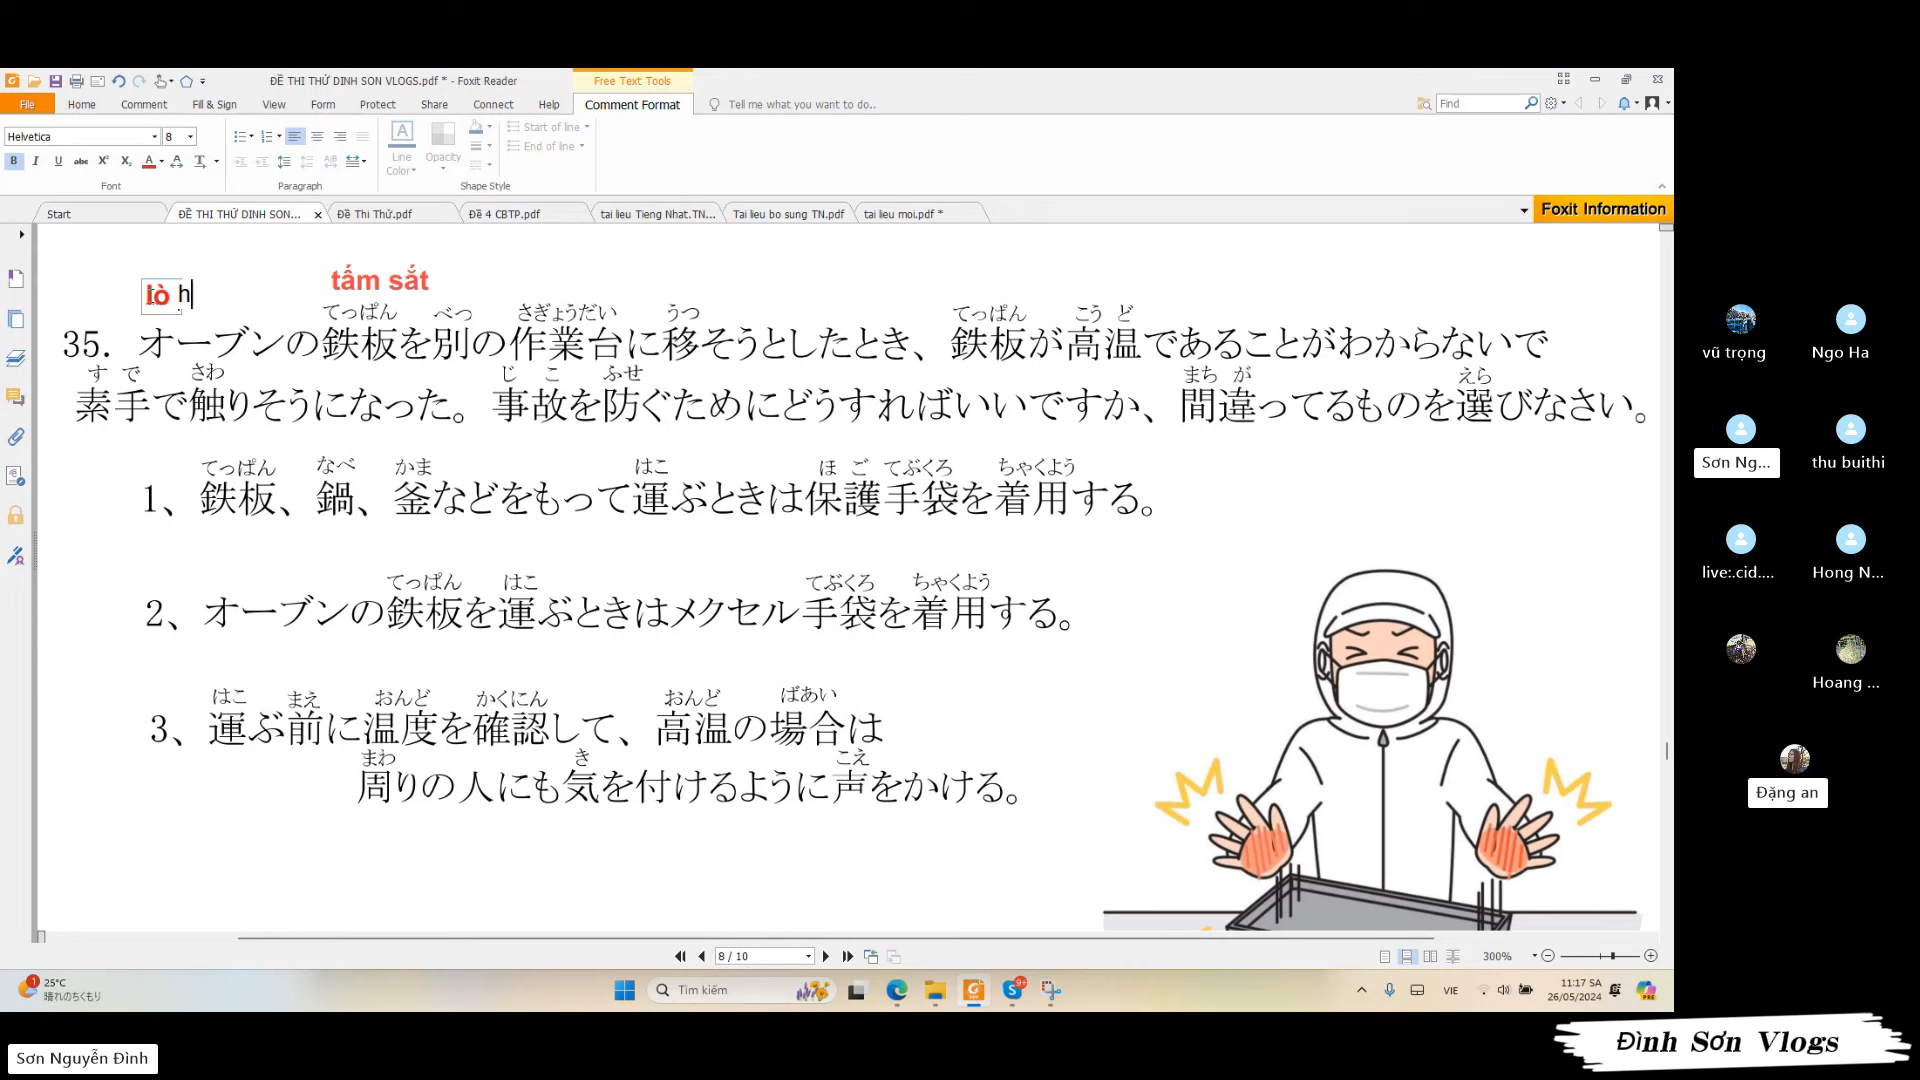 ĐỀ THI THỬ DINH SON VLOGS.pdf * - Foxit Reader
Free Text Tools
File Home Comment Fill & Sign View Form Protect Share Connect Help Comment Format Tell me what you want to do.. Find
Helvetica 8 Start of line
End of line
Line Color Opacity
Font Paragraph Shape Style
Start ĐỀ THI THỬ DINH SON... Đề Thi Thử.pdf Đề 4 CBTP.pdf tai lieu Tieng Nhat.TN... Tai lieu bo sung TN.pdf tai lieu moi.pdf * Foxit Information
lò h tấm sắt
てっぱん べつ さぎょうだい うつ てっぱん こう ど
35. オーブンの鉄板を別の作業台に移そうとしたとき、鉄板が高温であることがわからないで
す で さわ じ こ ふせ まち が えら
素手で触りそうになった。事故を防ぐためにどうすればいいですか、間違ってるものを選びなさい。
てっぱん なべ かま はこ ほ ご てぶくろ ちゃくよう
1、鉄板、鍋、釜などをもって運ぶときは保護手袋を着用する。
てっぱん はこ てぶくろ ちゃくよう
2、オーブンの鉄板を運ぶときはメクセル手袋を着用する。
はこ まえ おんど かくにん おんど ばあい
3、運ぶ前に温度を確認して、高温の場合は
まわ き こえ
周りの人にも気を付けるように声をかける。
8 / 10 300%
25°C
晴れのちくもり
Tìm kiếm
VIE
11:17 SA
26/05/2024
vũ trọng Ngo Ha
Sơn Ng... thu buithi
live:.cid.... Hong N...
Hoang ...
Đặng an
Sơn Nguyễn Đình
Đình Sơn Vlogs